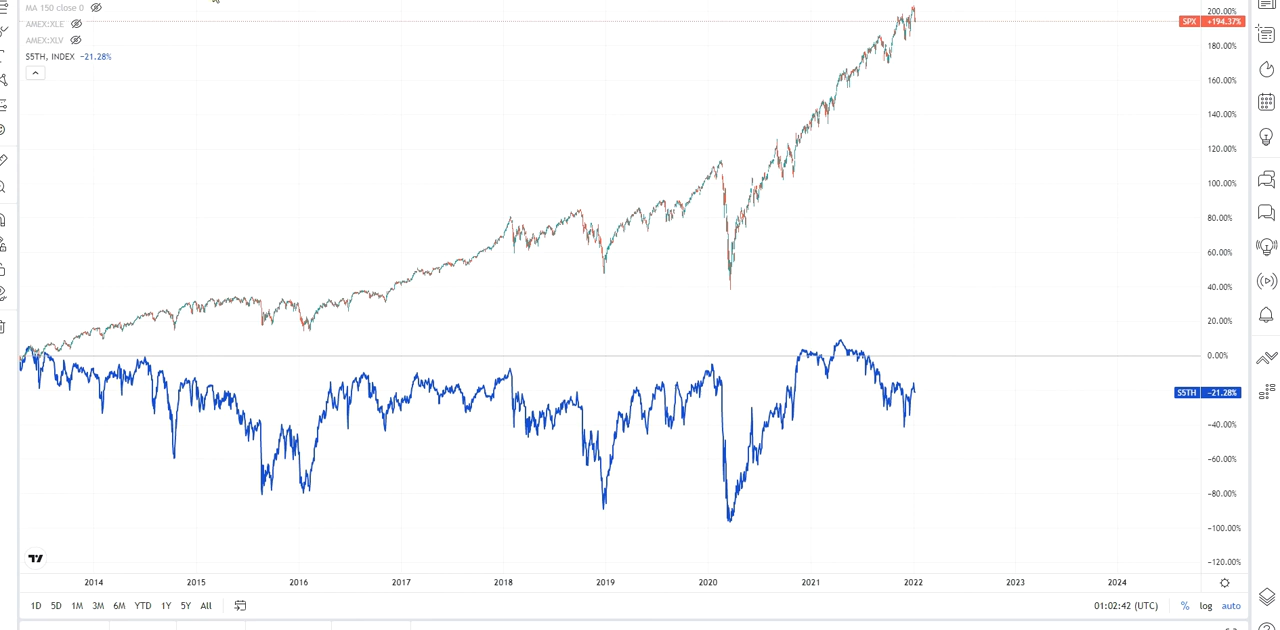 MA 150 close 0
200.00%
SPX +194.37%
AMEX:XLE
AMEX:XLV
180.00%
S5TH, INDEX −21.28%
160.00%
140.00%
120.00%
100.00%
80.00%
60.00%
40.00%
20.00%
0.00%
S5TH −21.28%
−40.00%
−60.00%
−80.00%
−100.00%
−120.00%
2014 2015 2016 2017 2018 2019 2020 2021 2022 2023 2024
1D 5D 1M 3M 6M YTD 1Y 5Y All 01:02:42 (UTC) % log auto